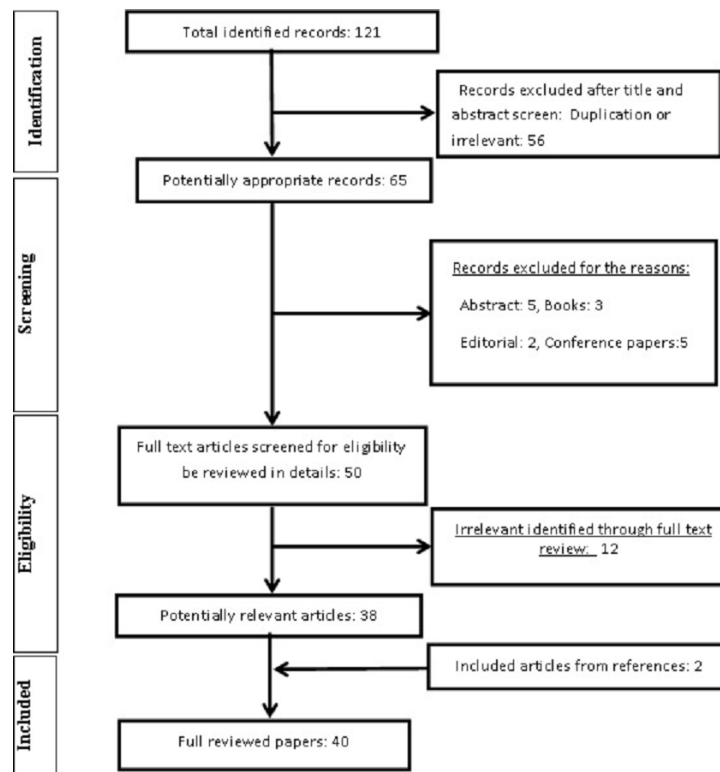 Identification
Total identified records: 121
Records excluded after title and
abstract screen: Duplication or
irrelevant: 56
Potentially appropriate records: 65
Screening
Records excluded for the reasons:
Abstract: 5, Books: 3
Editorial: 2, Conference papers:5
Eligibility
Full text articles screened for eligibility
be reviewed in details: 50
Irrelevant identified through full text
review: 12
Potentially relevant articles: 38
Included
Included articles from references: 2
Full reviewed papers: 40